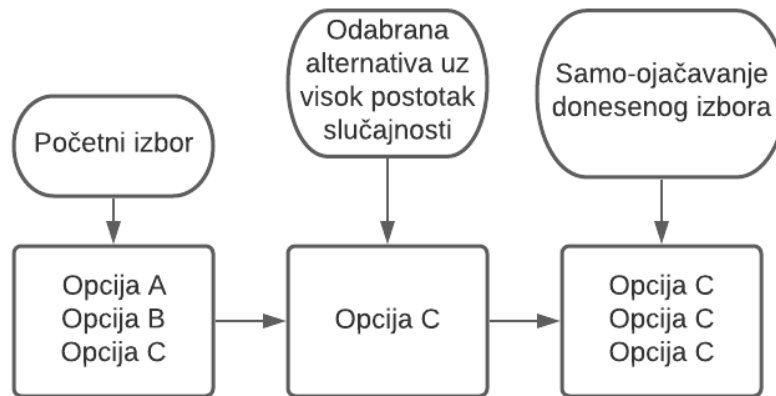 Početni izbor
Odabrana
alternativa uz
visok postotak
slučajnosti
Samo-ojačavanje
donesenog izbora
Opcija A
Opcija B
Opcija C
Opcija C
Opcija C
Opcija C
Opcija C